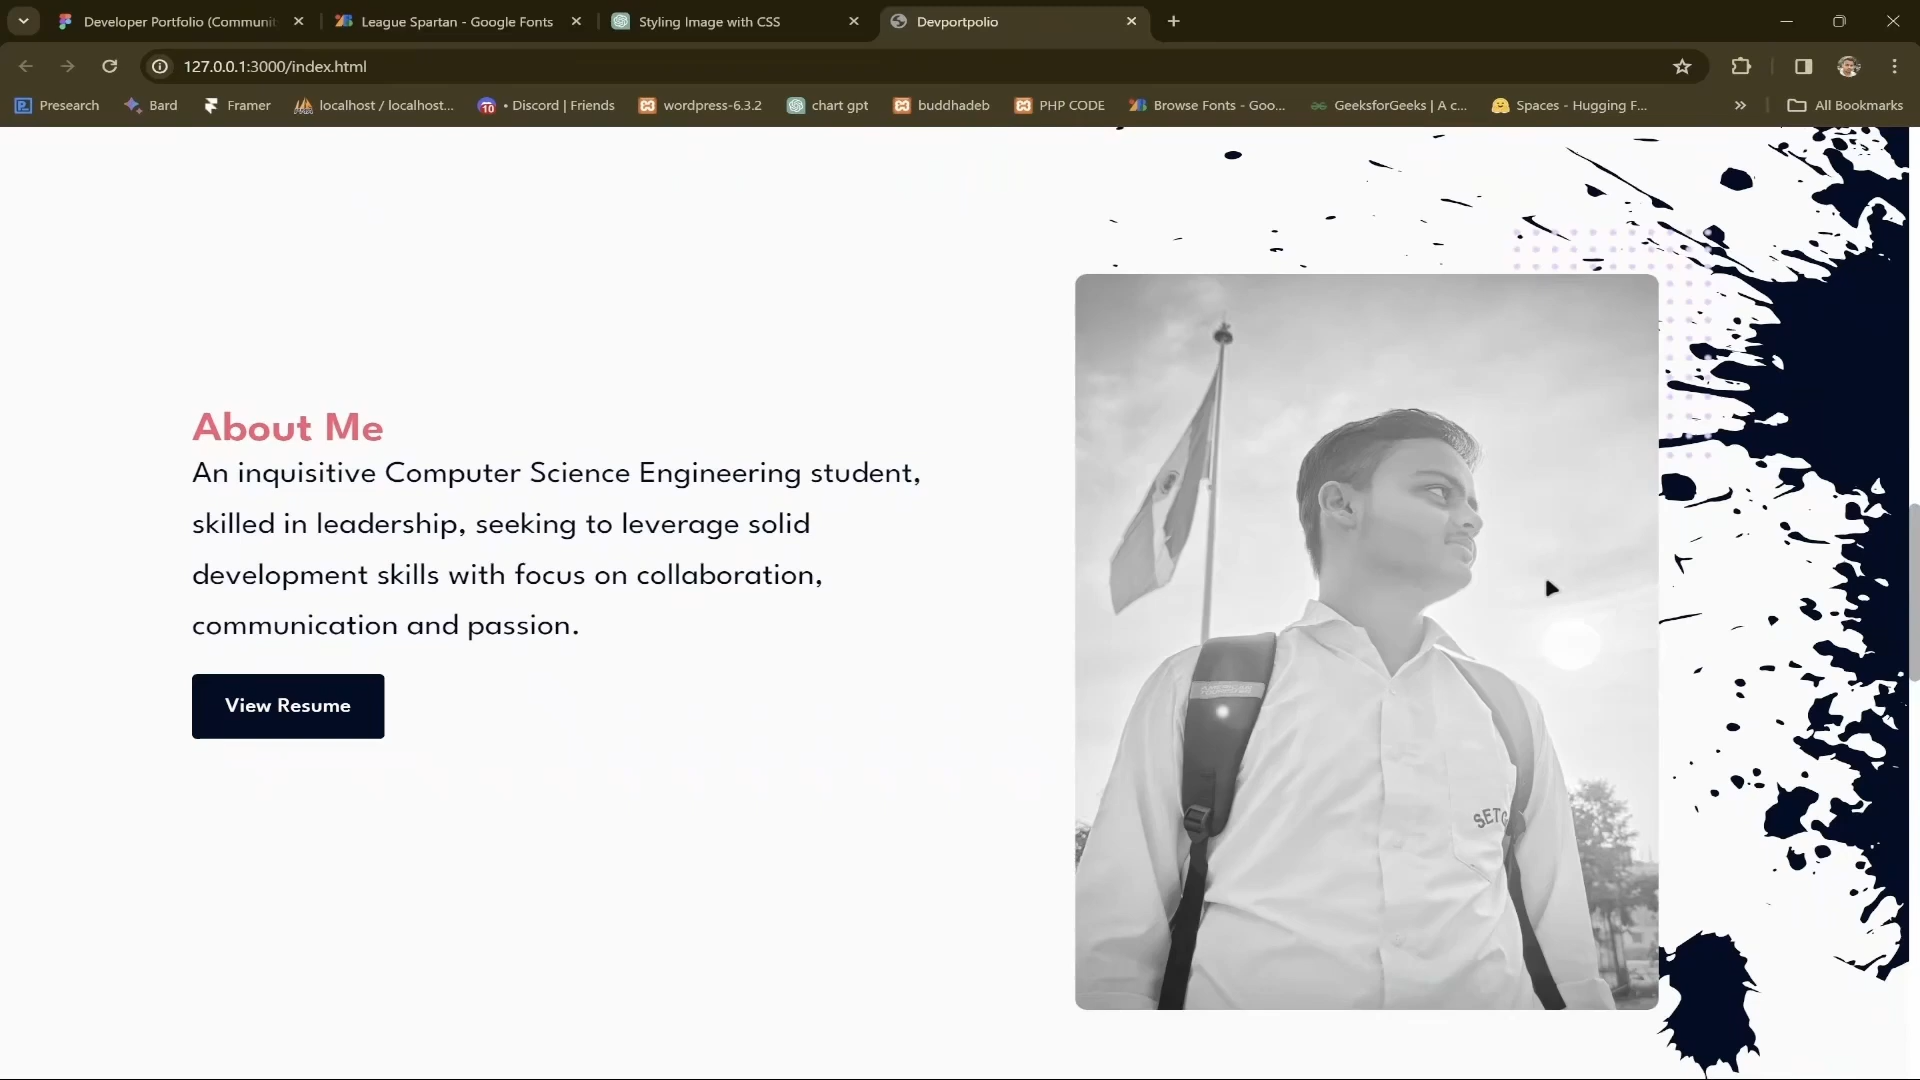 Developer Portfolio (Communit
League Spartan - Google Fonts
Styling Image with CSS
Devportpolio
127.0.0.1:3000/index.html
Presearch
Bard
Framer
localhost / localhost...
• Discord | Friends
wordpress-6.3.2
chart gpt
buddhadeb
PHP CODE
Browse Fonts - Goo...
GeeksforGeeks | A c...
Spaces - Hugging F...
All Bookmarks
About Me
An inquisitive Computer Science Engineering student,
skilled in leadership, seeking to leverage solid
development skills with focus on collaboration,
communication and passion.
View Resume